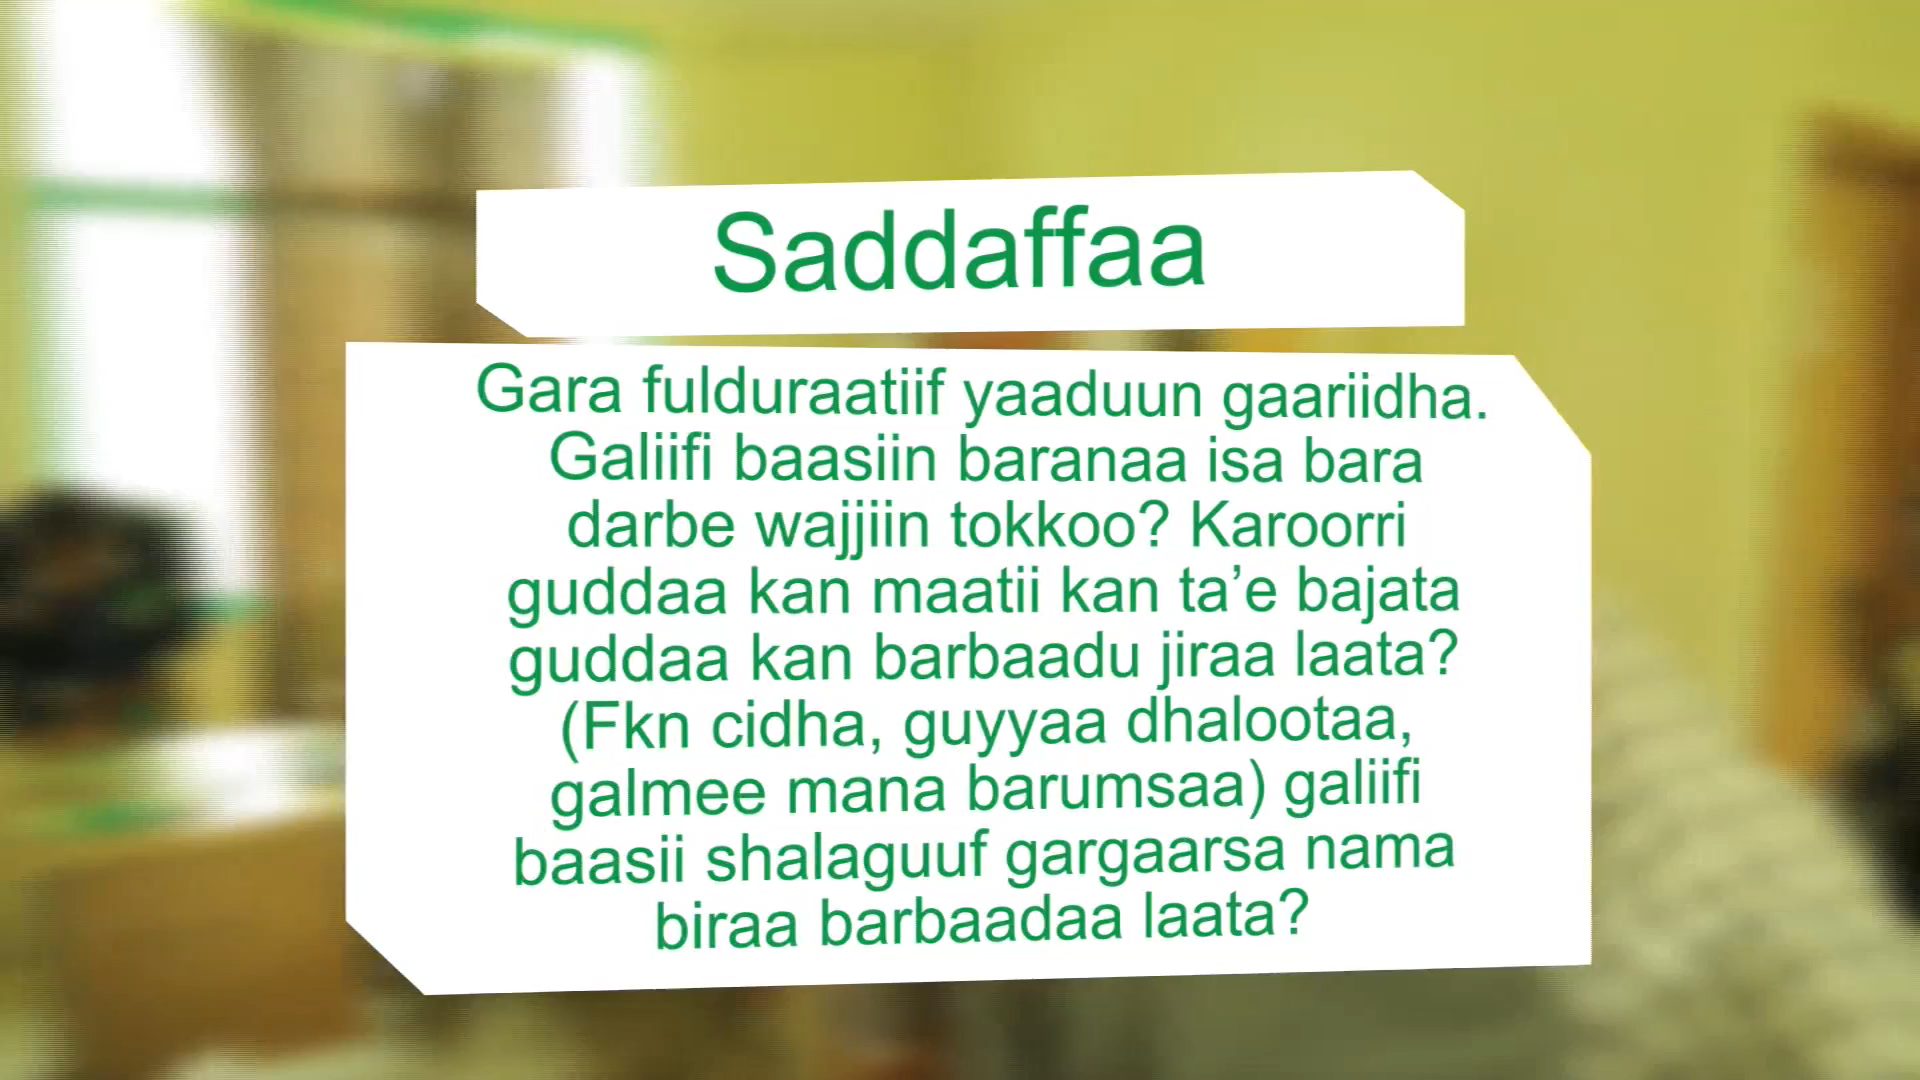 Saddaffaa
Gara fulduraatiif yaaduun gaariidha.
Galiifi baasiin baranaa isa bara
darbe wajjiin tokkoo? Karoorri
guddaa kan maatii kan ta’e bajata
guddaa kan barbaadu jiraa laata?
(Fkn cidha, guyyaa dhalootaa,
galmee mana barumsaa) galiifi
baasii shalaguuf gargaarsa nama
biraa barbaadaa laata?